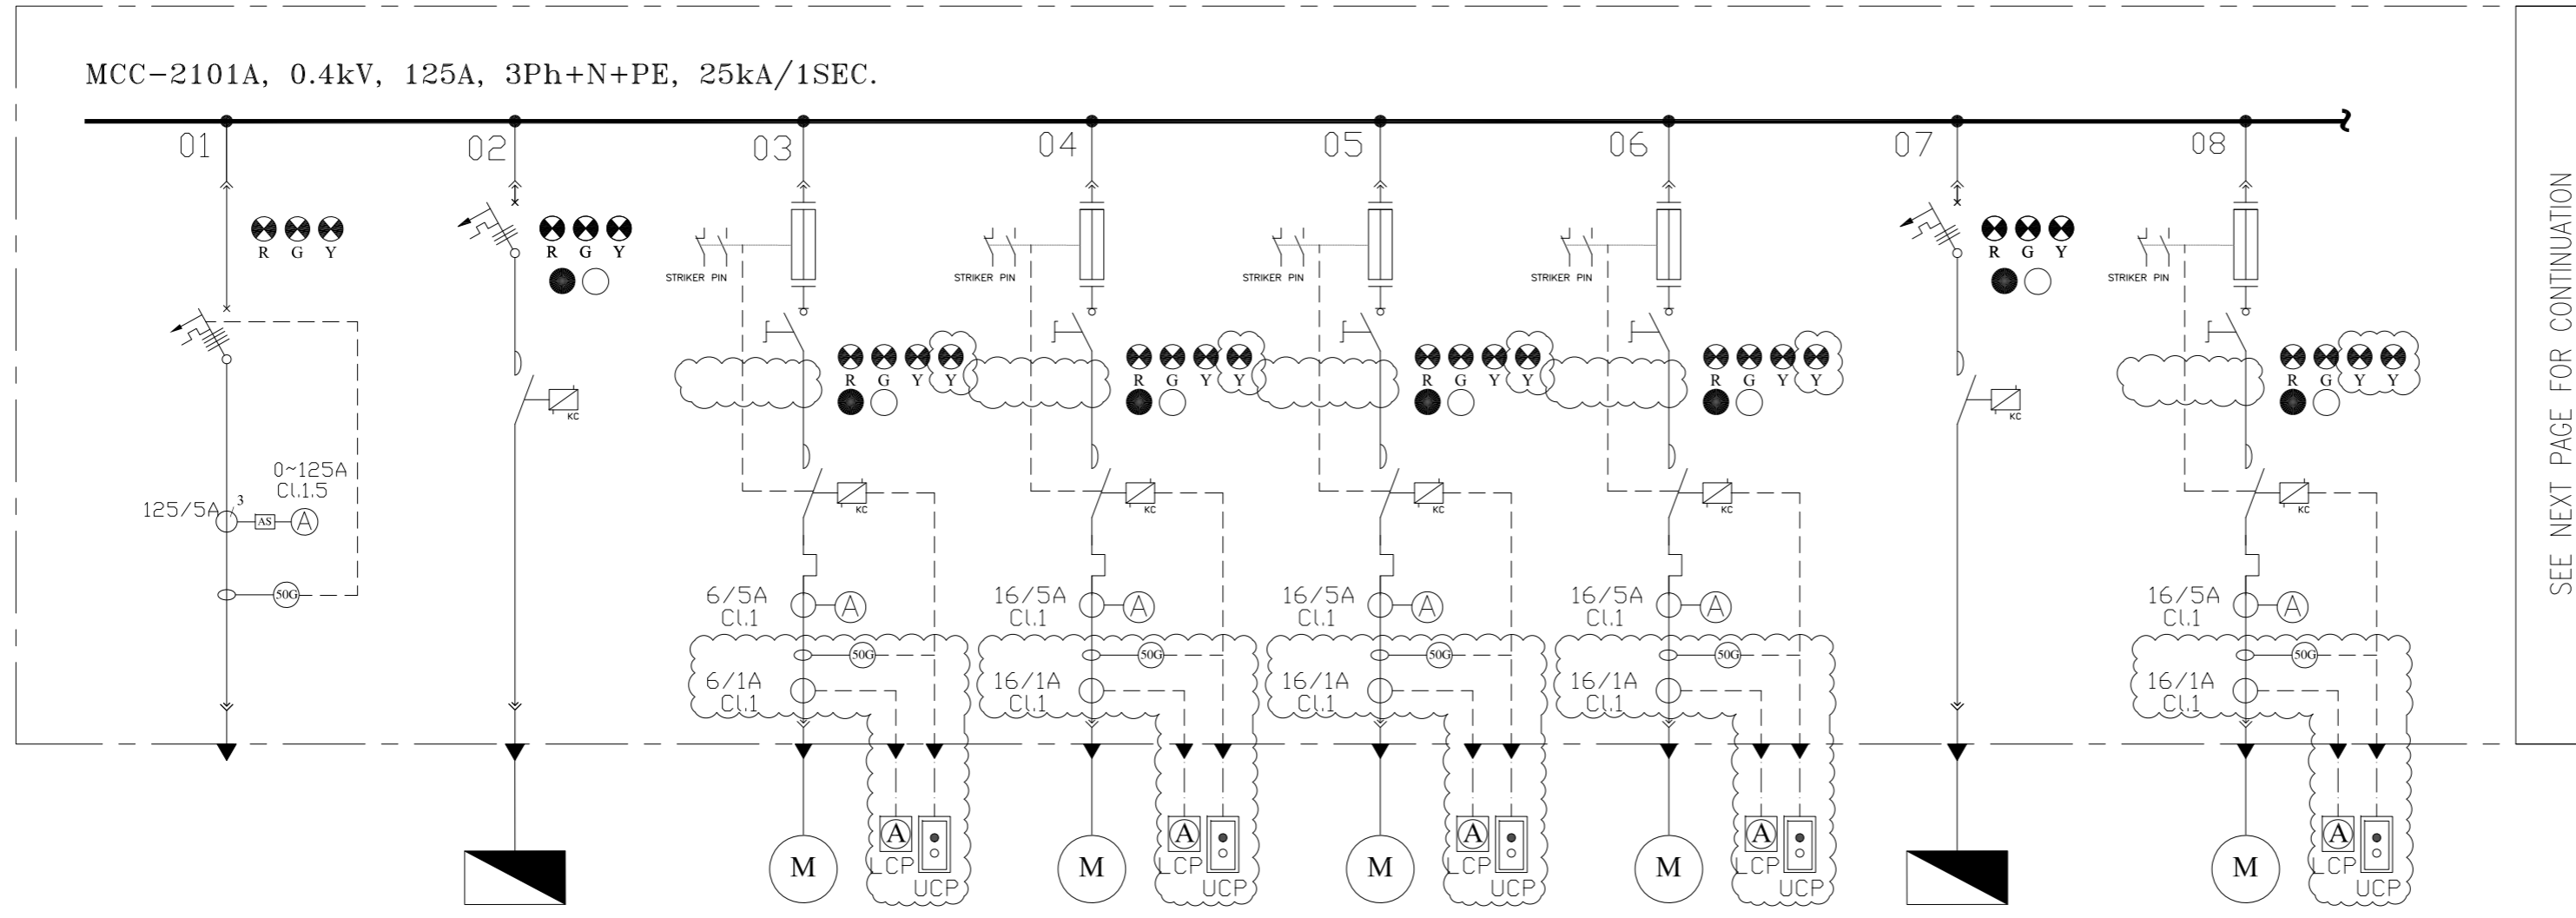 MCC-2101A, 0.4kV, 125A, 3Ph+N+PE, 25kA/1SEC.
01
02
03
04
05
06
07
08
R G Y
R G Y
R G Y
STRIKER PIN
STRIKER PIN
STRIKER PIN
STRIKER PIN
STRIKER PIN
R G Y Y
R G Y Y
R G Y Y
R G Y Y
R G Y Y
KC
KC
0~125A
Cl.1.5
125/5A
3
AS
A
KC
KC
KC
KC
KC
50G
6/5A
Cl.1
A
16/5A
Cl.1
A
16/5A
Cl.1
A
16/5A
Cl.1
A
16/5A
Cl.1
A
50G
50G
50G
50G
50G
6/1A
Cl.1
16/1A
Cl.1
16/1A
Cl.1
16/1A
Cl.1
16/1A
Cl.1
M
A
LCP
UCP
M
A
LCP
UCP
M
A
LCP
UCP
M
A
LCP
UCP
M
A
LCP
UCP
SEE NEXT PAGE FOR CONTINUATION